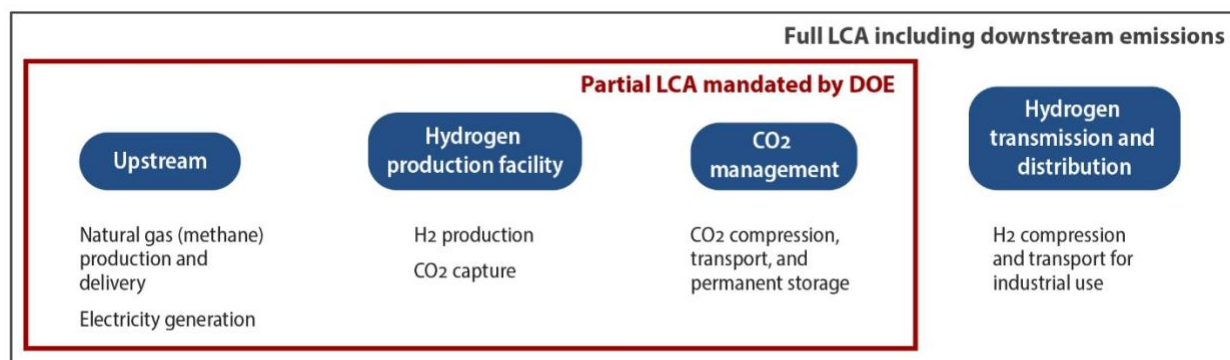 Full LCA including downstream emissions
Partial LCA mandated by DOE
Upstream
Natural gas (methane)
production and
delivery
Electricity generation
Hydrogen
production facility
H2 production
CO2 capture
CO2
management
CO2 compression,
transport, and
permanent storage
Hydrogen
transmission and
distribution
H2 compression
and transport for
industrial use